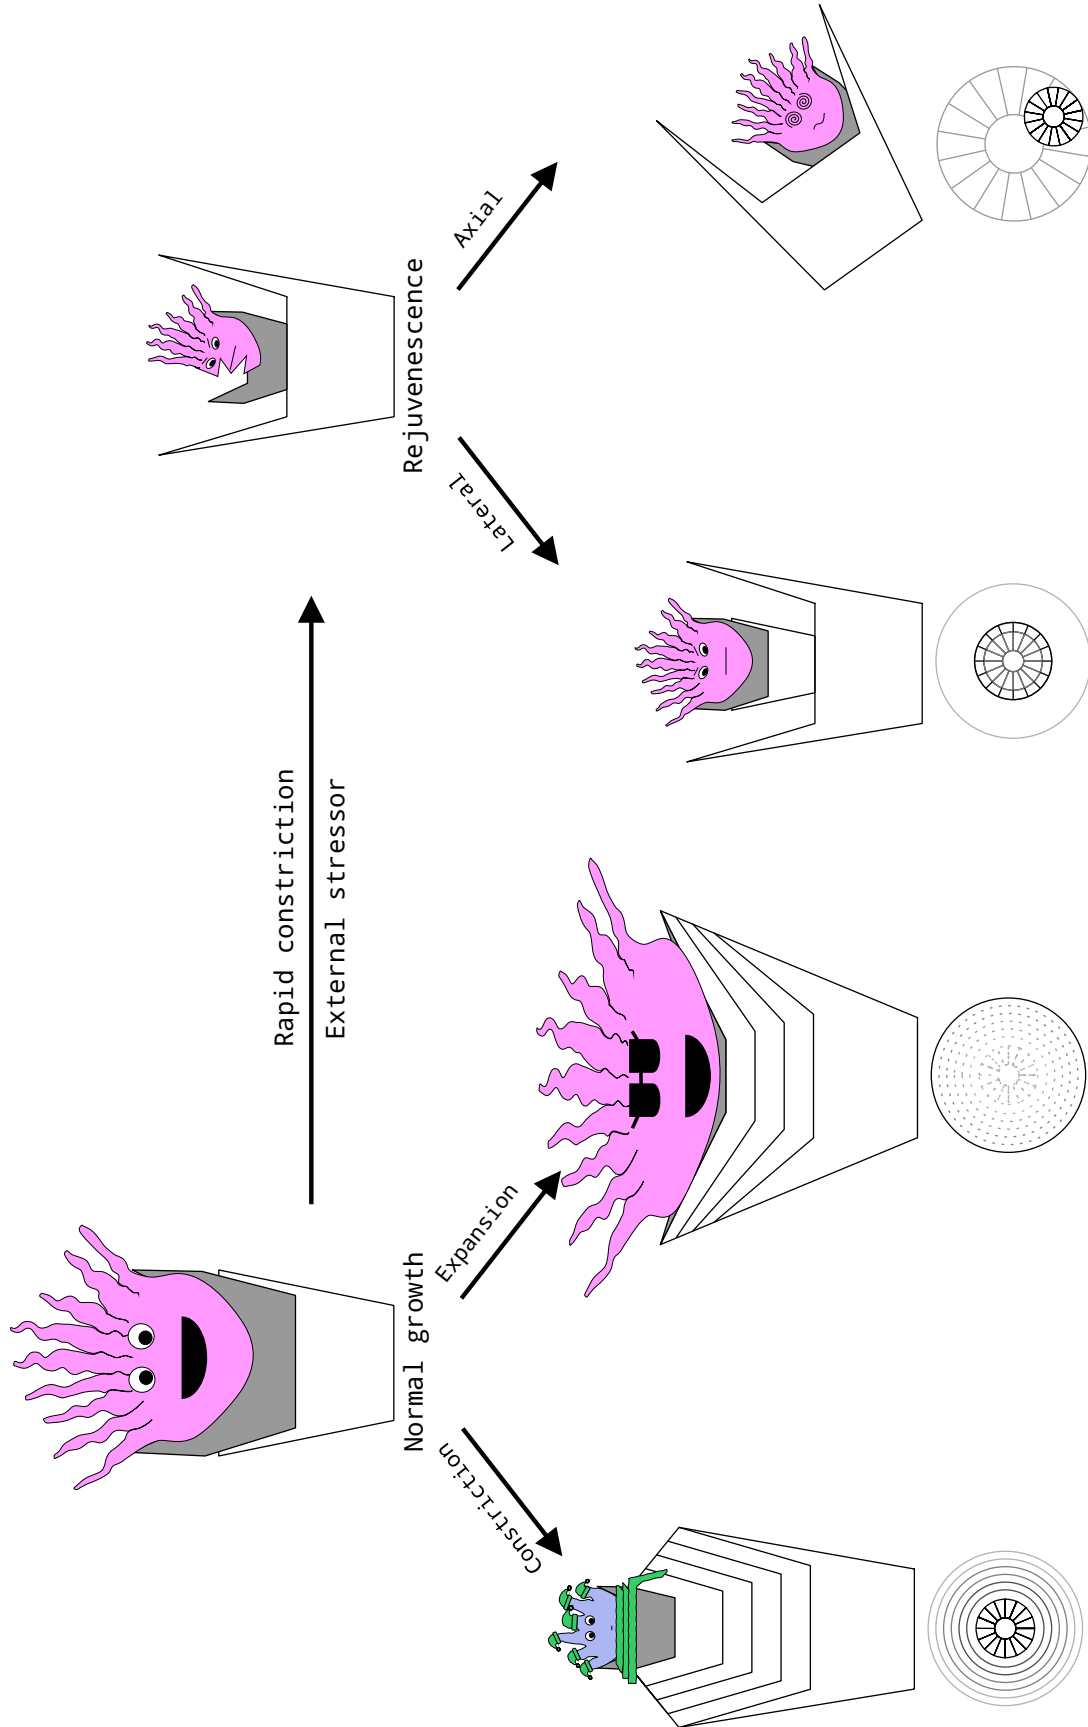 Normal growth
Rapid constriction
External stressor
Rejuvenescence
Constriction
Expansion
Lateral
Axial